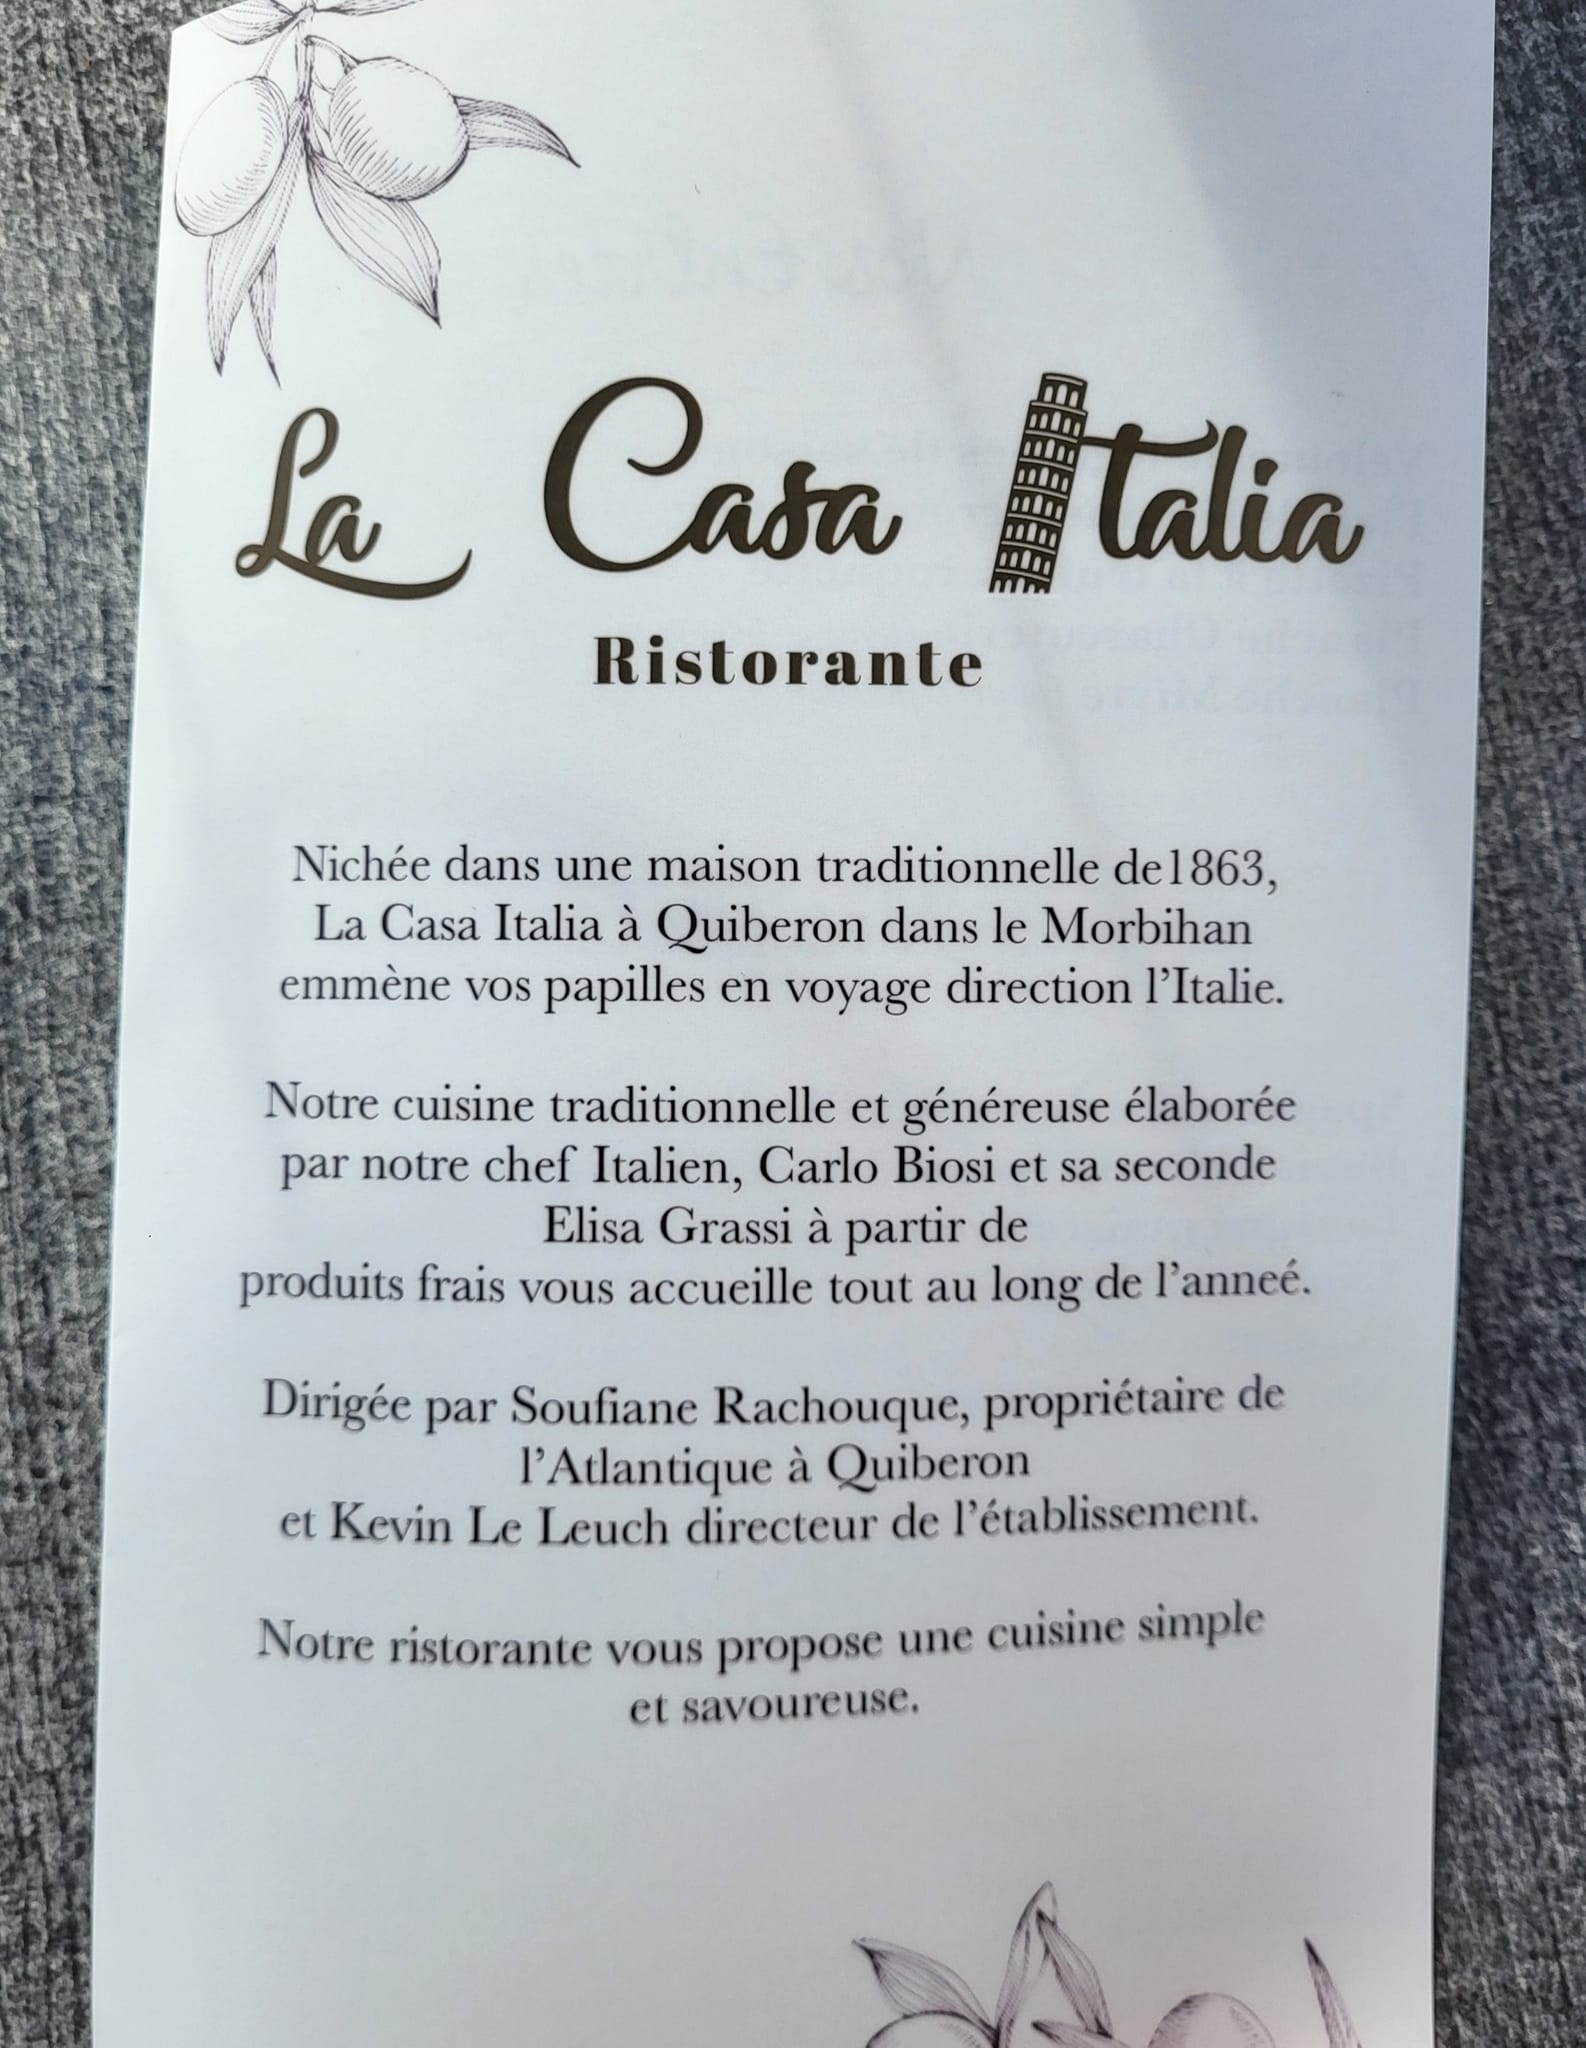 La Casa Italia
Ristorante
Nichée dans une maison traditionnelle de1863,
La Casa Italia à Quiberon dans le Morbihan
emmène vos papilles en voyage direction l’Italie.
Notre cuisine traditionnelle et généreuse élaborée
par notre chef Italien, Carlo Biosi et sa seconde
Elisa Grassi à partir de
produits frais vous accueille tout au long de l’anneé.
Dirigée par Soufiane Rachouque, propriétaire de
l’Atlantique à Quiberon
et Kevin Le Leuch directeur de l’établissement.
Notre ristorante vous propose une cuisine simple
et savoureuse.